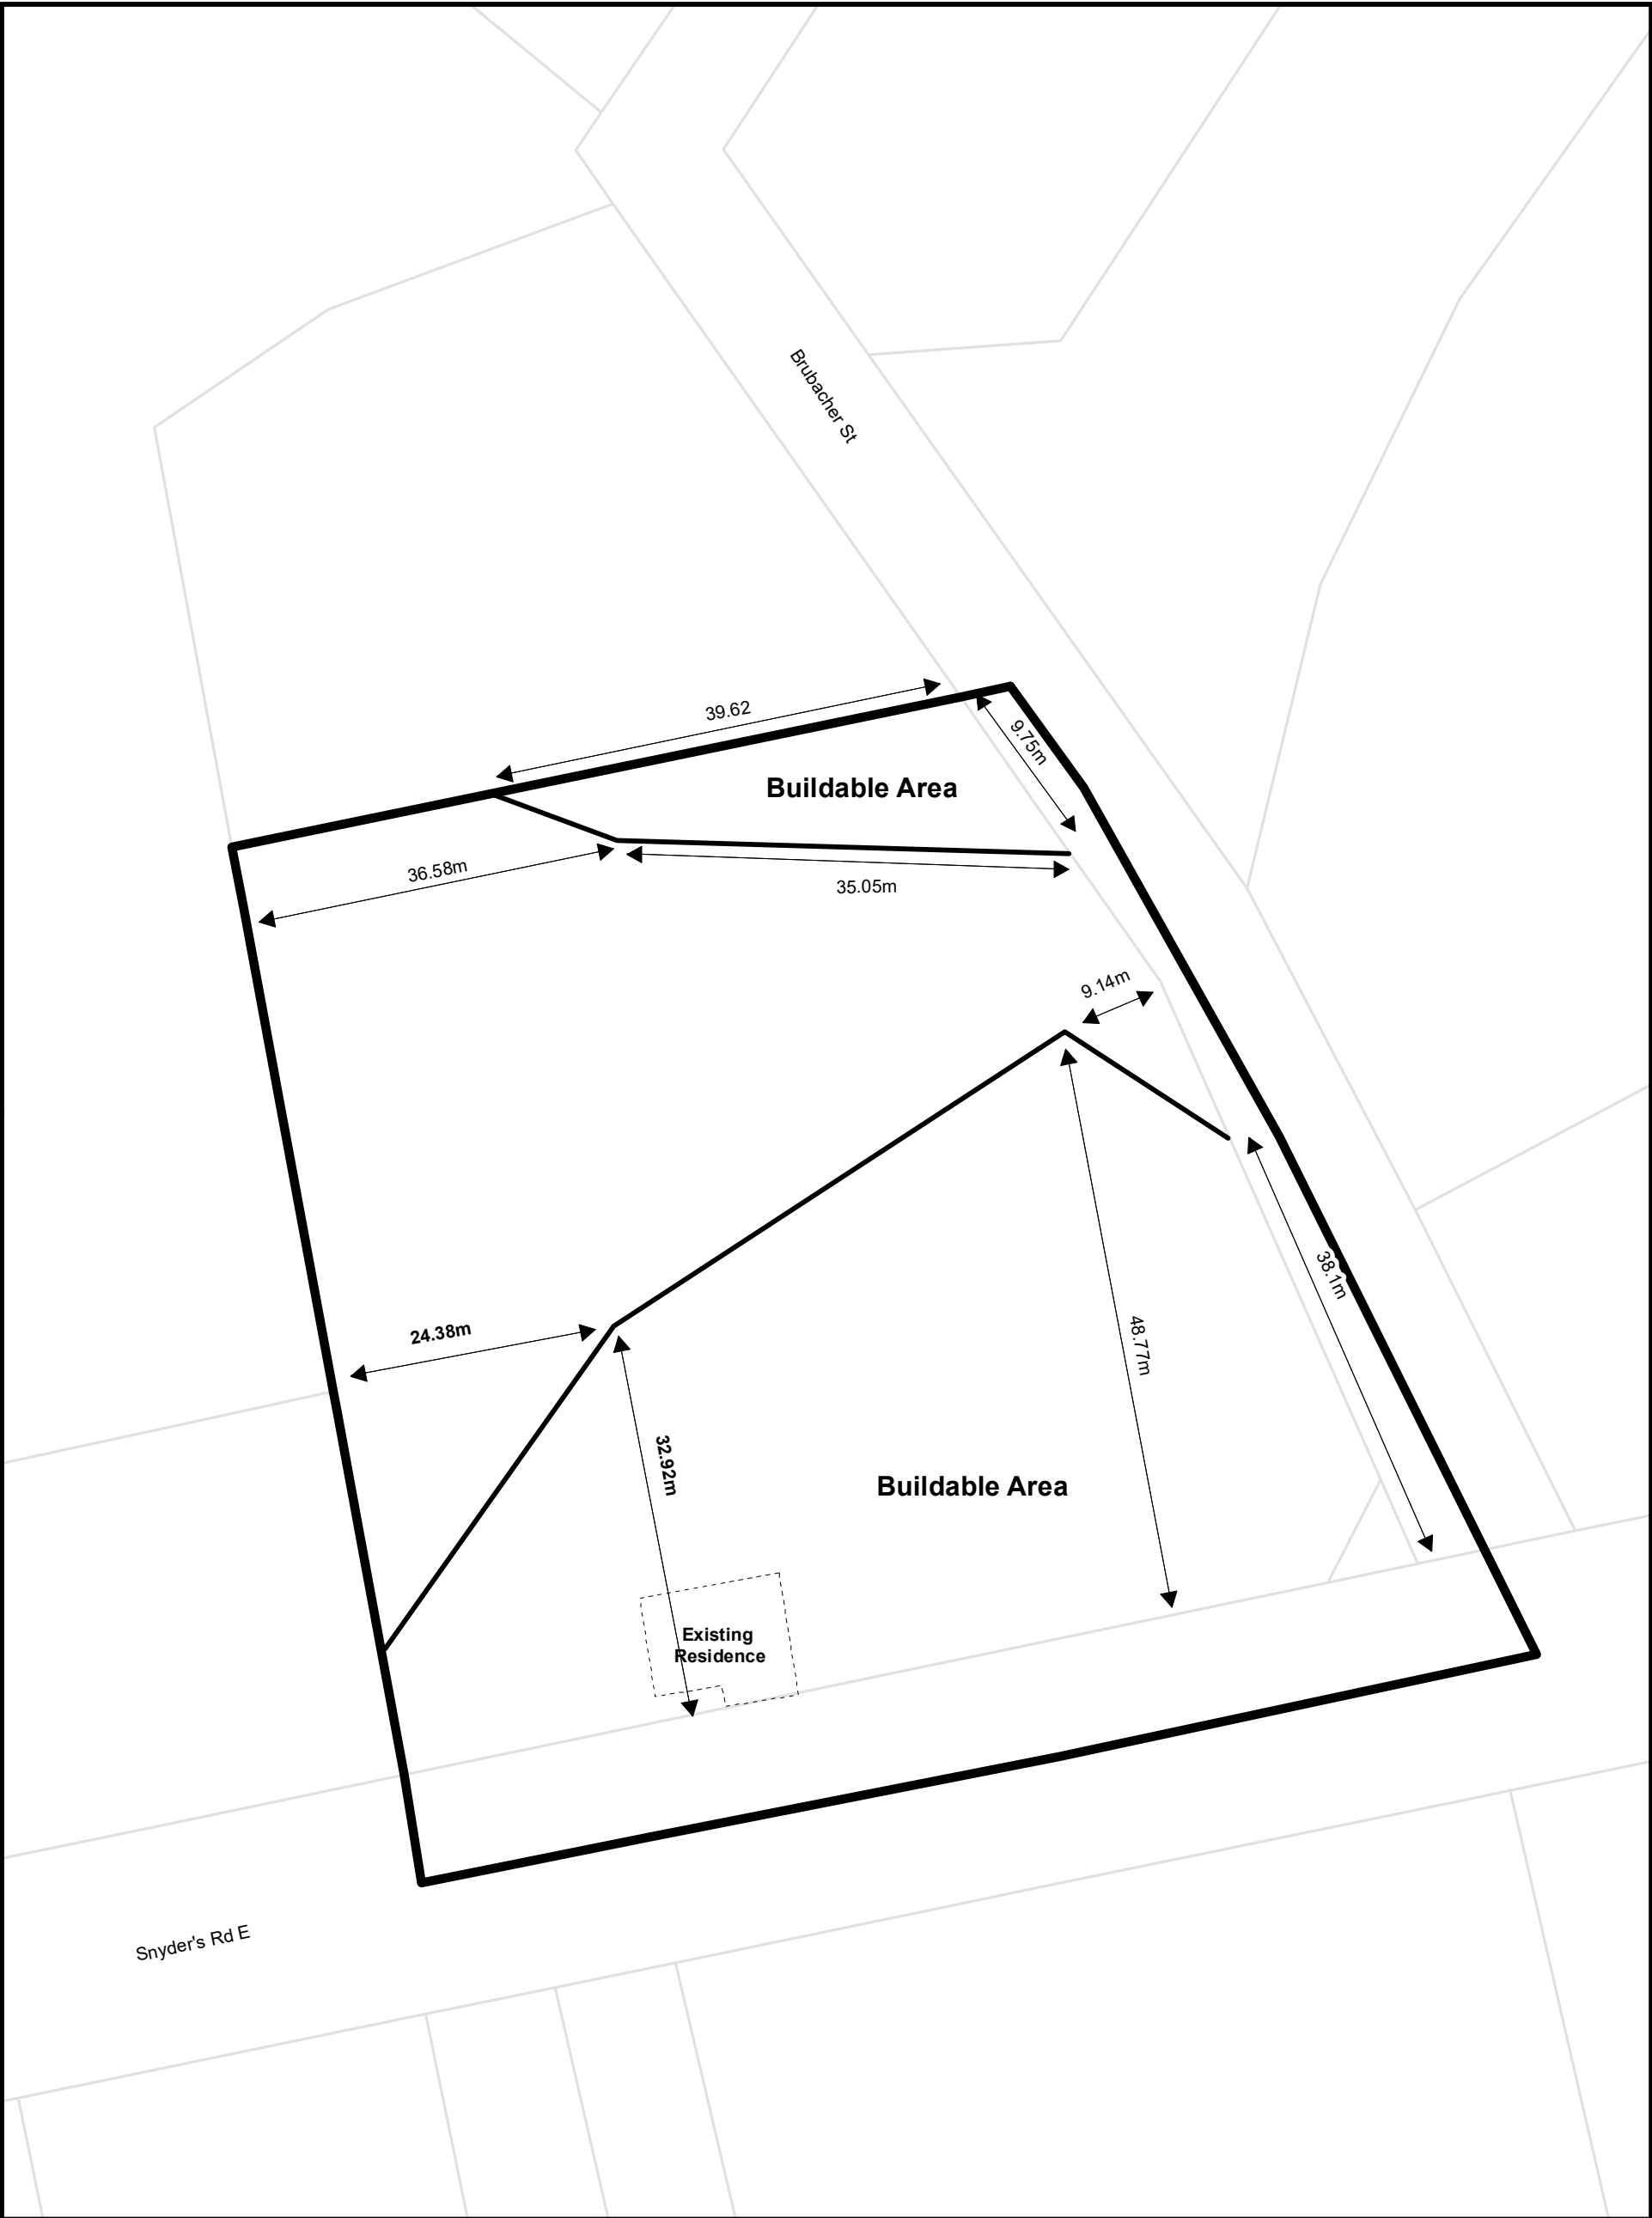 Brubacher St
39.62
9.75m
Buildable Area
36.58m
35.05m
9.14m
38.1m
24.38m
48.77m
32.92m
Buildable Area
Existing
Residence
Snyder's Rd E